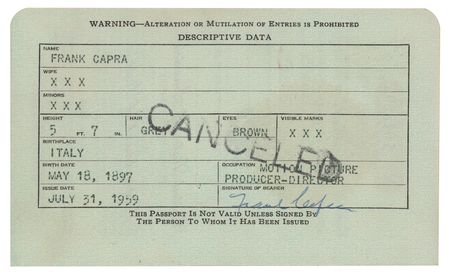 WARNING—ALTERATION OR MUTILATION OF ENTRIES IS PROHIBITED
DESCRIPTIVE DATA
NAME
FRANK CAPRA
WIFE
X X X
MINORS
X X X
HEIGHT HAIR EYES VISIBLE MARKS
5 FT. 7 IN. GREY BROWN X X X
CANCELED
BIRTHPLACE
ITALY
BIRTH DATE OCCUPATION MOTION PICTURE
MAY 18, 1897 PRODUCER-DIRECTOR
ISSUE DATE SIGNATURE OF BEARER
JULY 31, 1959 Frank Capra
THIS PASSPORT IS NOT VALID UNLESS SIGNED BY
THE PERSON TO WHOM IT HAS BEEN ISSUED